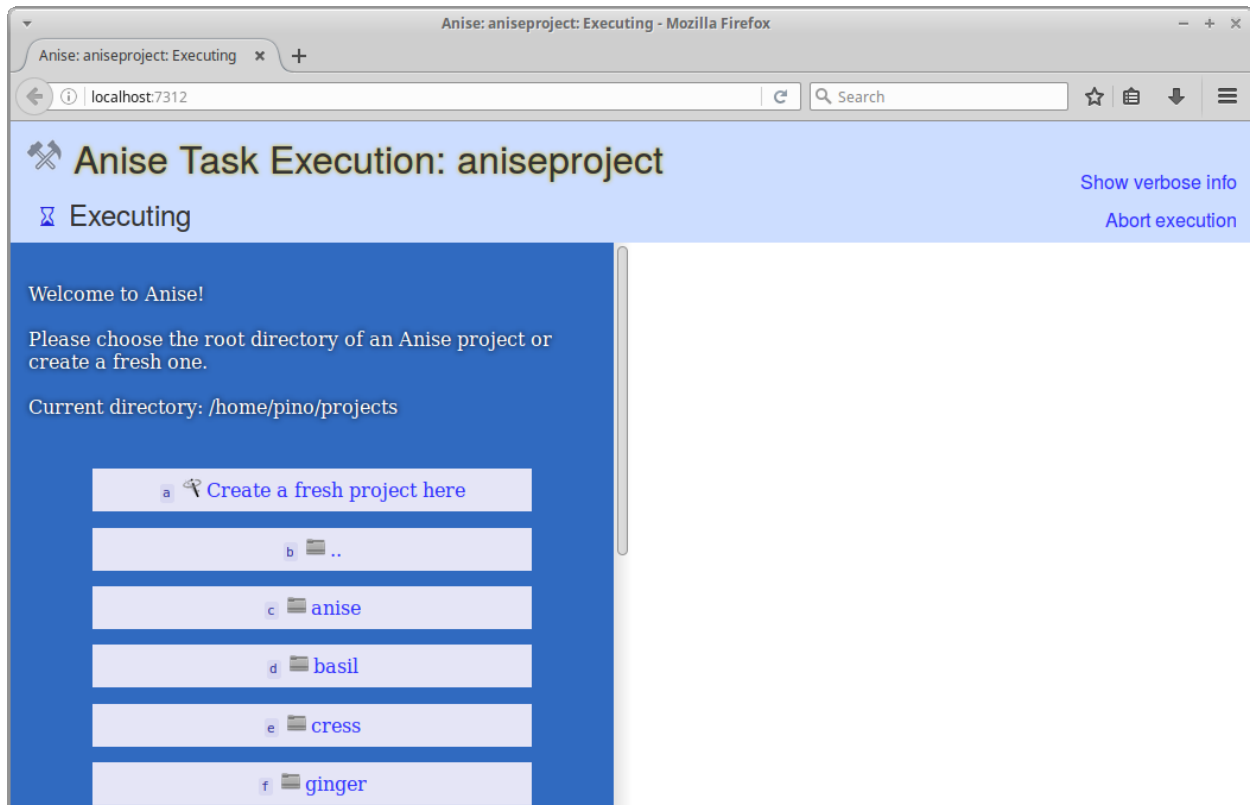 Anise: aniseproject: Executing - Mozilla Firefox
Anise: aniseproject: Executing
localhost:7312
Search
Anise Task Execution: aniseproject
Show verbose info
Executing
Abort execution
Welcome to Anise!
Please choose the root directory of an Anise project or
create a fresh one.
Current directory: /home/pino/projects
a Create a fresh project here
b ..
c anise
d basil
e cress
f ginger